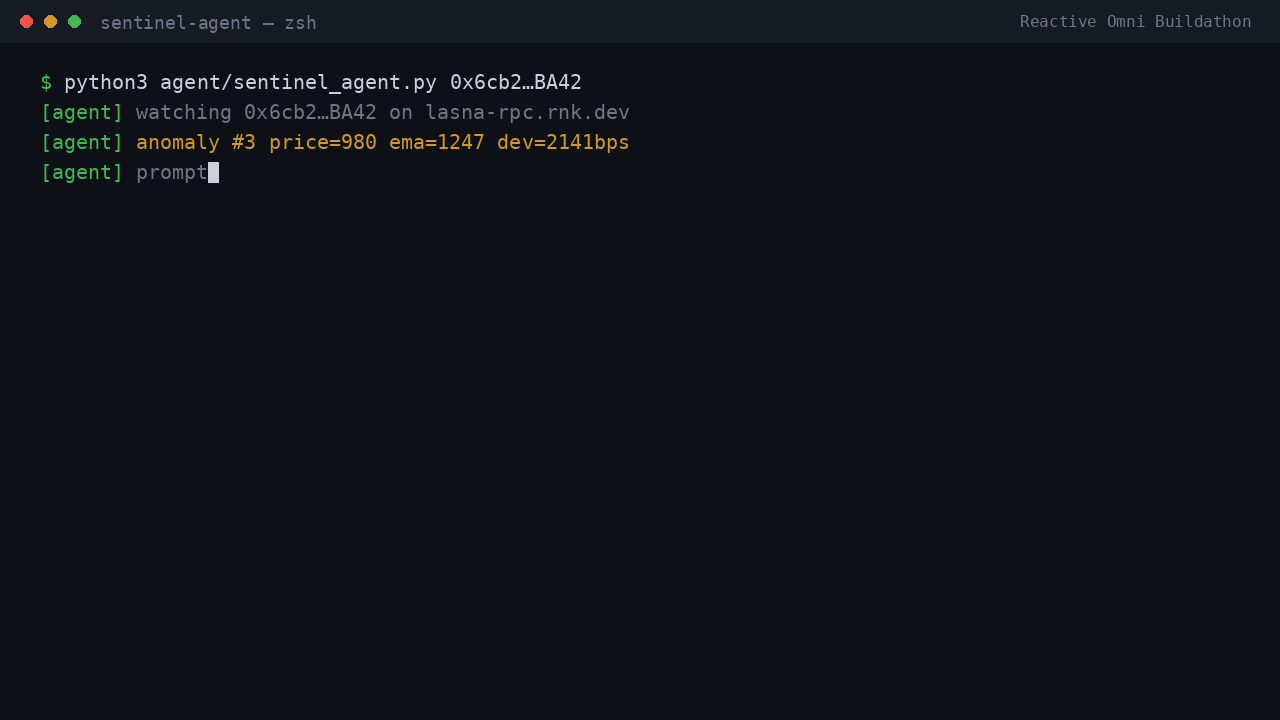 sentinel-agent — zsh
Reactive Omni Buildathon
$ python3 agent/sentinel_agent.py 0x6cb2…BA42
[agent] watching 0x6cb2…BA42 on lasna-rpc.rnk.dev
[agent] anomaly #3 price=980 ema=1247 dev=2141bps
[agent] prompt